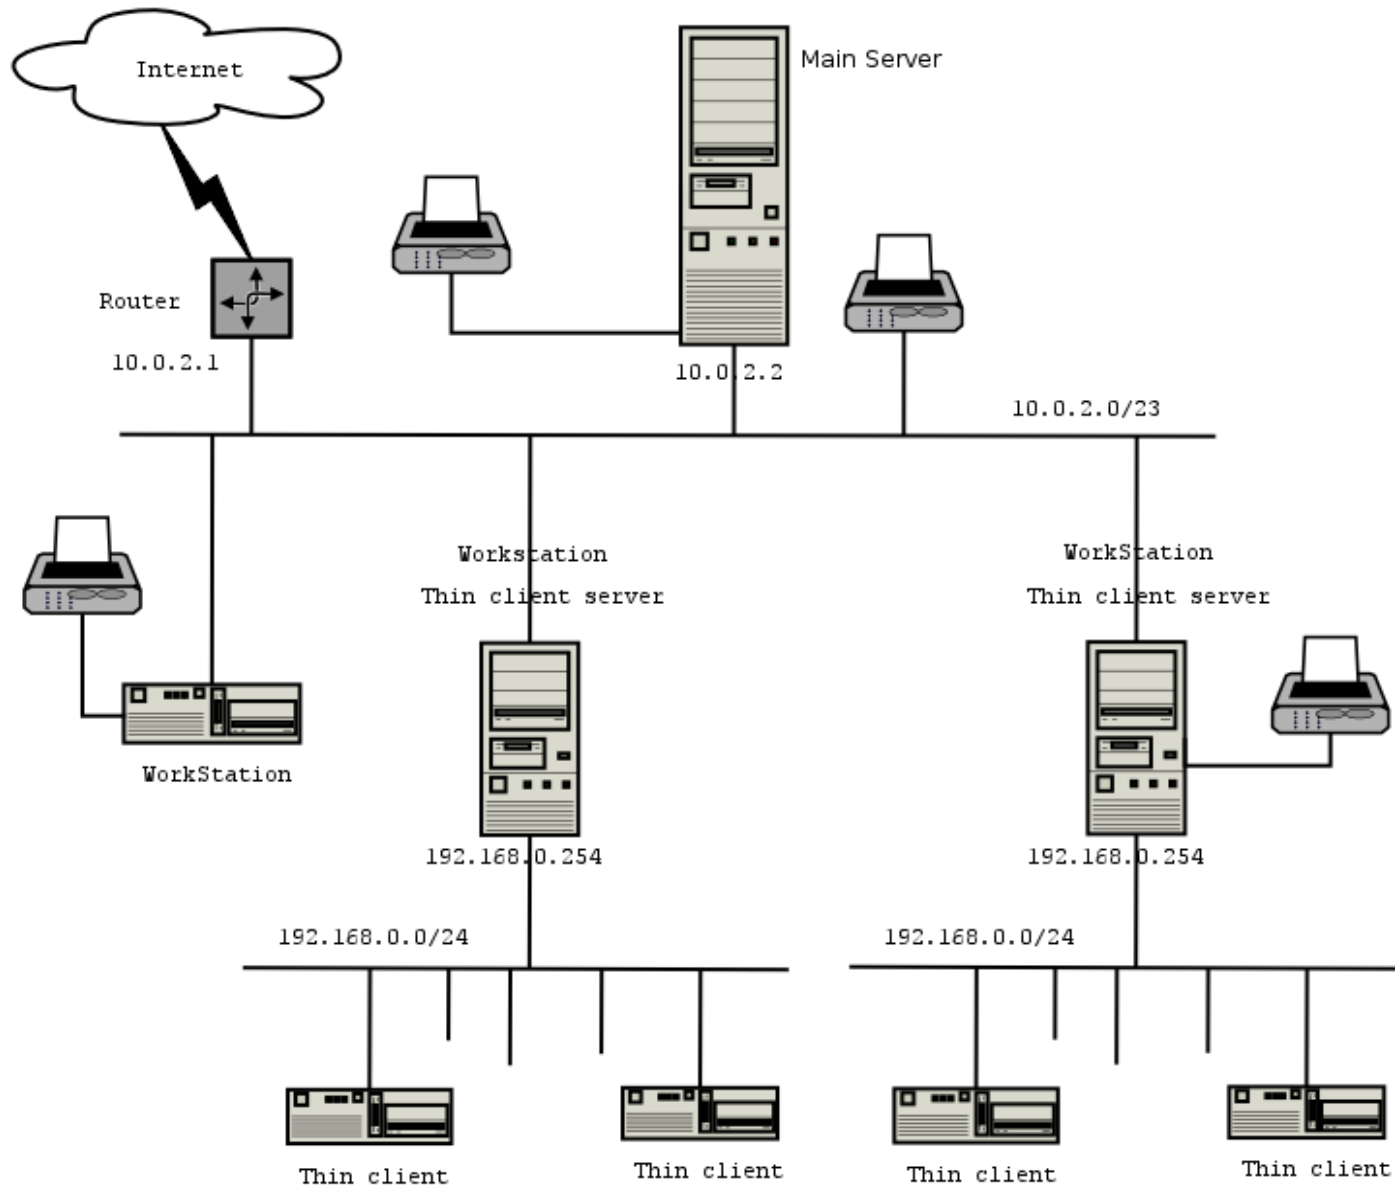 Internet
Main Server
Router
10.0.2.1
10.0.2.2
10.0.2.0/23
Workstation
Thin client server
WorkStation
Thin client server
WorkStation
192.168.0.254
192.168.0.254
192.168.0.0/24
192.168.0.0/24
Thin client
Thin client
Thin client
Thin client